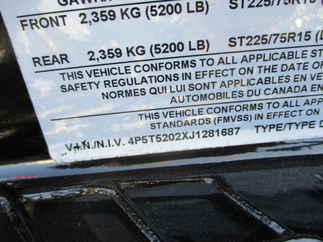 FRONT 2,359 KG (5200 LB) ST225/75R15
REAR 2,359 KG (5200 LB) ST225/75R15 (
THIS VEHICLE CONFORMS TO ALL APPLICABLE
SAFETY REGULATIONS IN EFFECT ON THE DATE OF
NORMES QUI LUI SONT APPLICABLES EN
AUTOMOBILES DU CANADA EN
THIS VEHICLE CONFORMS TO ALL APPLICABLE
STANDARDS (FMVSS) IN EFFECT
V.I.N./N.I.V. 4P5T5202XJ1281687 TYPE/TYPE